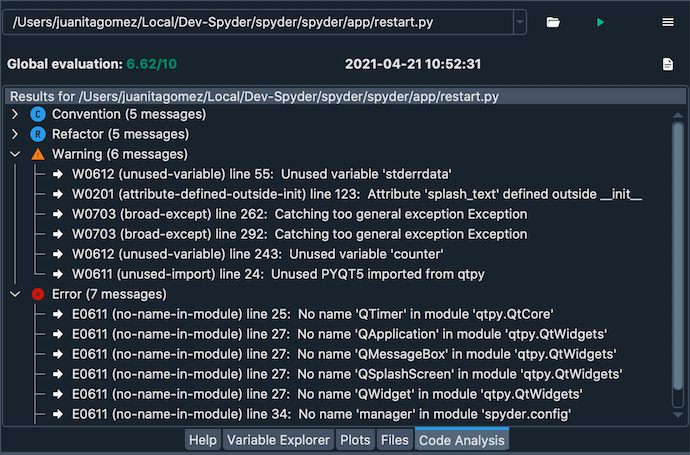 /Users/juanitagomez/Local/Dev-Spyder/spyder/spyder/app/restart.py
Global evaluation: 6.62/10 2021-04-21 10:52:31
Results for /Users/juanitagomez/Local/Dev-Spyder/spyder/spyder/app/restart.py
C Convention (5 messages)
R Refactor (5 messages)
Warning (6 messages)
W0612 (unused-variable) line 55: Unused variable 'stderrdata'
W0201 (attribute-defined-outside-init) line 123: Attribute 'splash_text' defined outside __init__
W0703 (broad-except) line 262: Catching too general exception Exception
W0703 (broad-except) line 292: Catching too general exception Exception
W0612 (unused-variable) line 243: Unused variable 'counter'
W0611 (unused-import) line 24: Unused PYQT5 imported from qtpy
Error (7 messages)
E0611 (no-name-in-module) line 25: No name 'QTimer' in module 'qtpy.QtCore'
E0611 (no-name-in-module) line 27: No name 'QApplication' in module 'qtpy.QtWidgets'
E0611 (no-name-in-module) line 27: No name 'QMessageBox' in module 'qtpy.QtWidgets'
E0611 (no-name-in-module) line 27: No name 'QSplashScreen' in module 'qtpy.QtWidgets'
E0611 (no-name-in-module) line 27: No name 'QWidget' in module 'qtpy.QtWidgets'
E0611 (no-name-in-module) line 34: No name 'manager' in module 'spyder.config'
Help Variable Explorer Plots Files Code Analysis